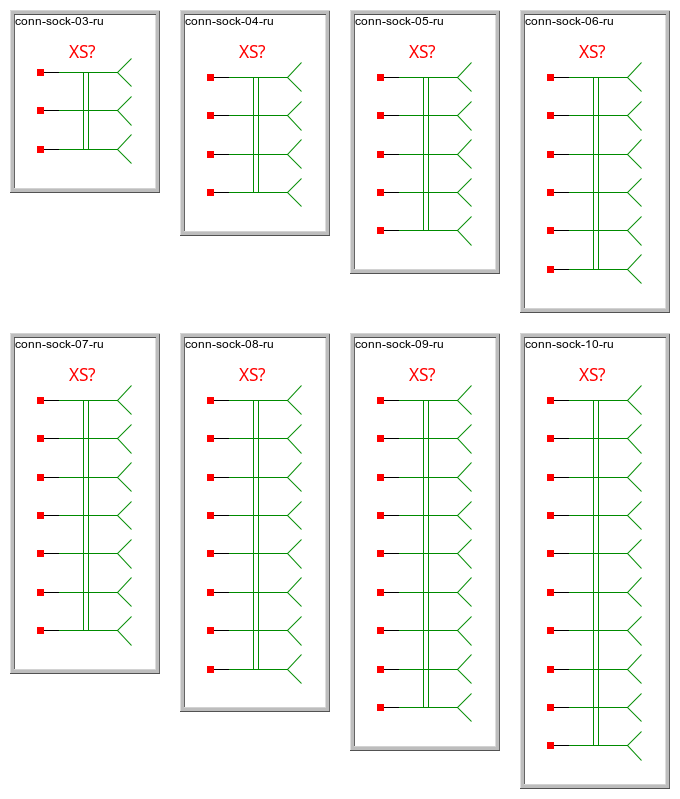 conn-sock-03-ru
XS?
conn-sock-04-ru
XS?
conn-sock-05-ru
XS?
conn-sock-06-ru
XS?
conn-sock-07-ru
XS?
conn-sock-08-ru
XS?
conn-sock-09-ru
XS?
conn-sock-10-ru
XS?